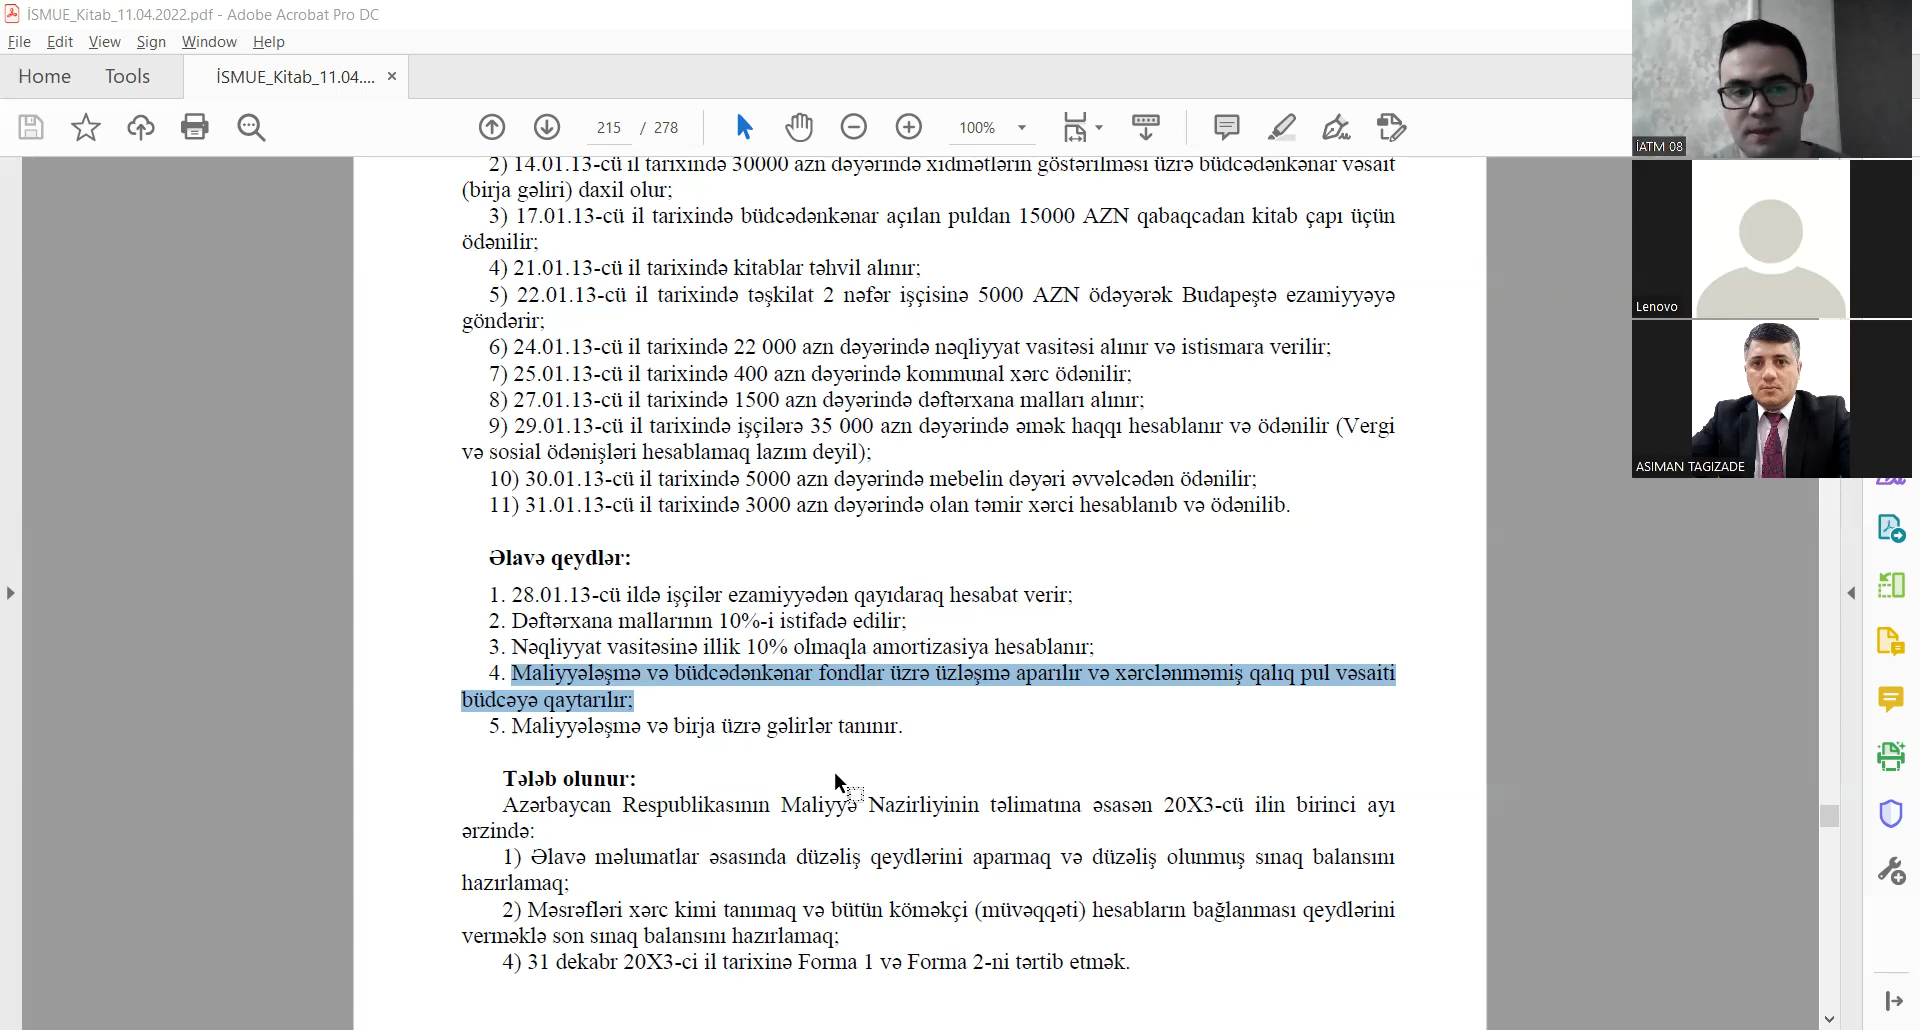 İSMUE_Kitab_11.04.2022.pdf - Adobe Acrobat Pro DC
File Edit View Sign Window Help
Home Tools İSMUE_Kitab_11.04.... ×
215 / 278 100%
2) 14.01.13-cü il tarixində 30000 azn dəyərində xidmətlərin göstərilməsi üzrə büdcədənkənar vəsait
(birja gəliri) daxil olur;
3) 17.01.13-cü il tarixində büdcədənkənar açılan puldan 15000 AZN qabaqcadan kitab çapı üçün
ödənilir;
4) 21.01.13-cü il tarixində kitablar təhvil alınır;
5) 22.01.13-cü il tarixində təşkilat 2 nəfər işçisinə 5000 AZN ödəyərək Budapeştə ezamiyyəyə
göndərir;
6) 24.01.13-cü il tarixində 22 000 azn dəyərində nəqliyyat vasitəsi alınır və istismara verilir;
7) 25.01.13-cü il tarixində 400 azn dəyərində kommunal xərc ödənilir;
8) 27.01.13-cü il tarixində 1500 azn dəyərində dəftərxana malları alınır;
9) 29.01.13-cü il tarixində işçilərə 35 000 azn dəyərində əmək haqqı hesablanır və ödənilir (Vergi
və sosial ödənişləri hesablamaq lazım deyil);
10) 30.01.13-cü il tarixində 5000 azn dəyərində mebelin dəyəri əvvəlcədən ödənilir;
11) 31.01.13-cü il tarixində 3000 azn dəyərində olan təmir xərci hesablanıb və ödənilib.
Əlavə qeydlər:
1. 28.01.13-cü ildə işçilər ezamiyyədən qayıdaraq hesabat verir;
2. Dəftərxana mallarının 10%-i istifadə edilir;
3. Nəqliyyat vasitəsinə illik 10% olmaqla amortizasiya hesablanır;
4. Maliyyələşmə və büdcədənkənar fondlar üzrə üzləşmə aparılır və xərclənməmiş qalıq pul vəsaiti
büdcəyə qaytarılır;
5. Maliyyələşmə və birja üzrə gəlirlər tanınır.
Tələb olunur:
Azərbaycan Respublikasının Maliyyə Nazirliyinin təlimatına əsasən 20X3-cü ilin birinci ayı
ərzində:
1) Əlavə məlumatlar əsasında düzəliş qeydlərini aparmaq və düzəliş olunmuş sınaq balansını
hazırlamaq;
2) Məsrəfləri xərc kimi tanımaq və bütün köməkçi (müvəqqəti) hesabların bağlanması qeydlərini
verməklə son sınaq balansını hazırlamaq;
4) 31 dekabr 20X3-ci il tarixinə Forma 1 və Forma 2-ni tərtib etmək.
İATM 08
Lenovo
ASIMAN TAGIZADE